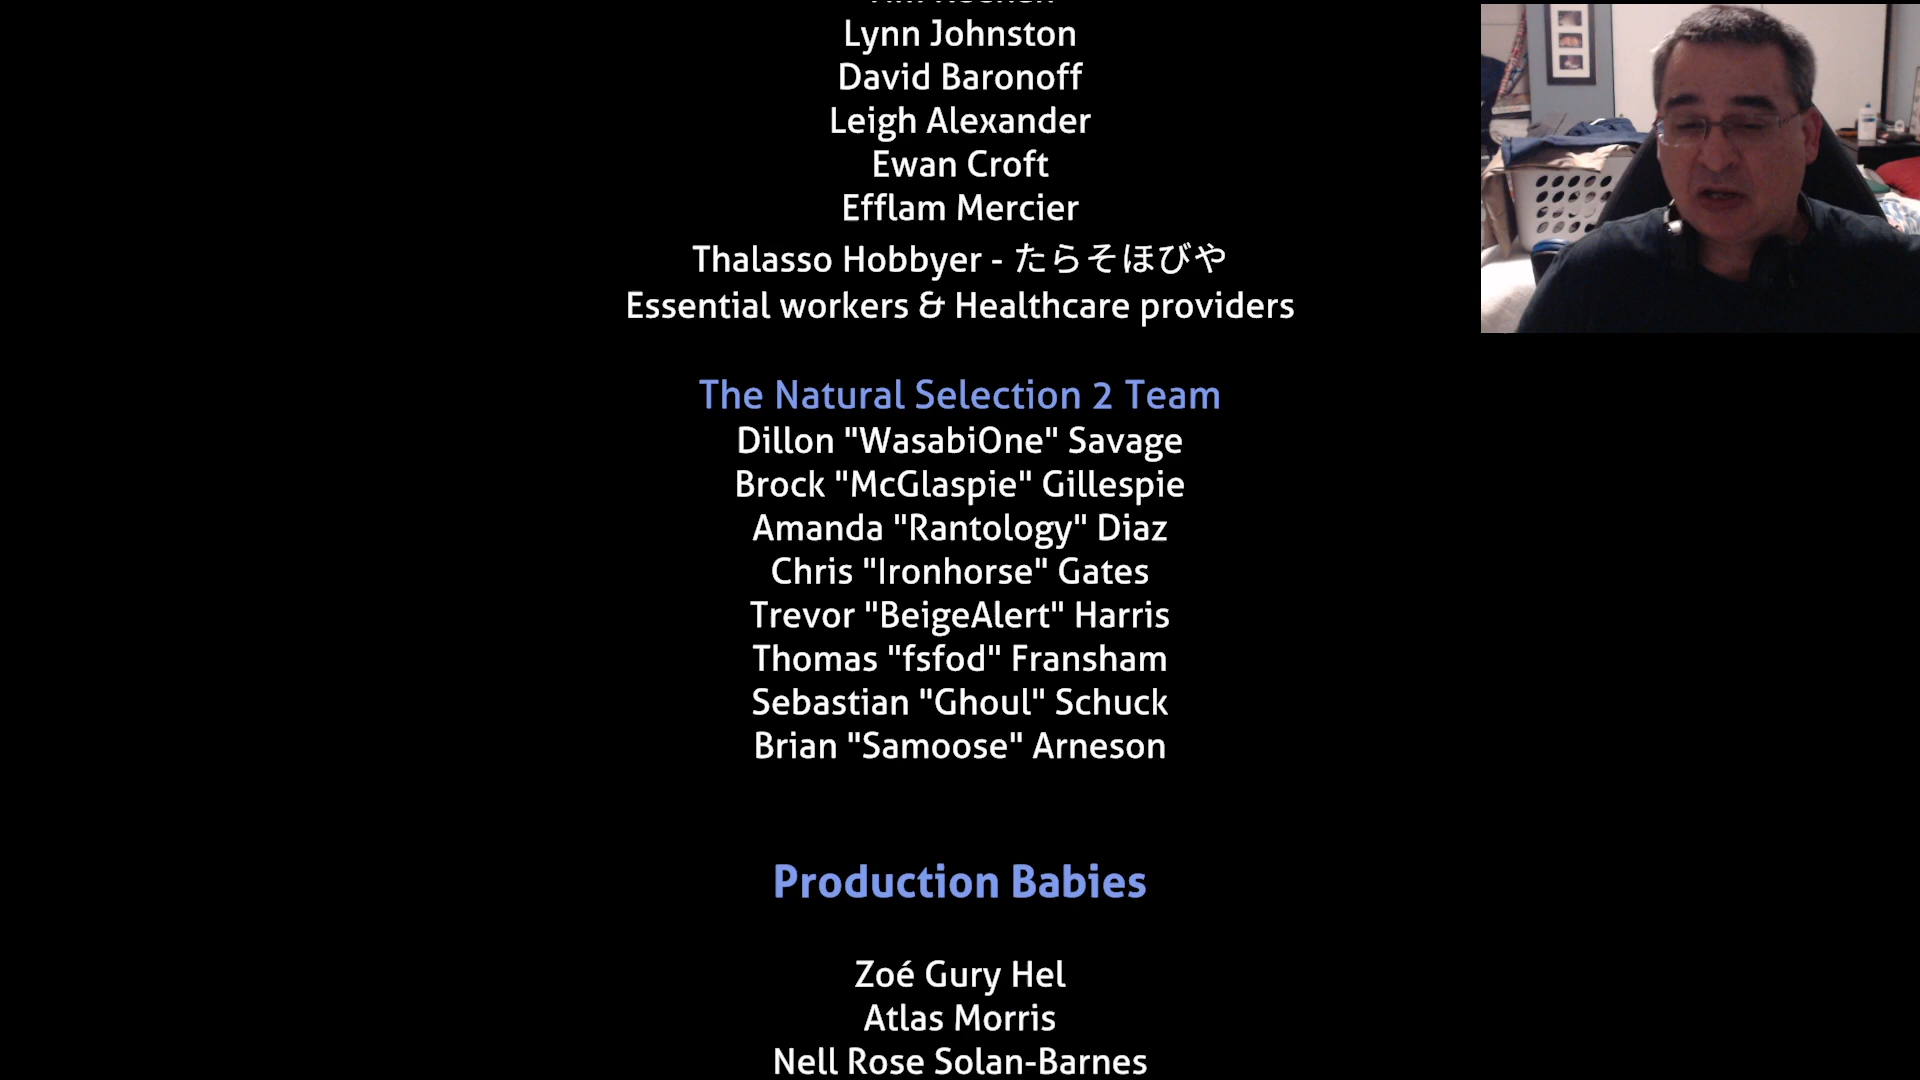 Lynn Johnston
David Baronoff
Leigh Alexander
Ewan Croft
Efflam Mercier
Thalasso Hobbyer - たらそほびや
Essential workers & Healthcare providers
The Natural Selection 2 Team
Dillon "WasabiOne" Savage
Brock "McGlaspie" Gillespie
Amanda "Rantology" Diaz
Chris "Ironhorse" Gates
Trevor "BeigeAlert" Harris
Thomas "fsfod" Fransham
Sebastian "Ghoul" Schuck
Brian "Samoose" Arneson
Production Babies
Zoé Gury Hel
Atlas Morris
Nell Rose Solan-Barnes